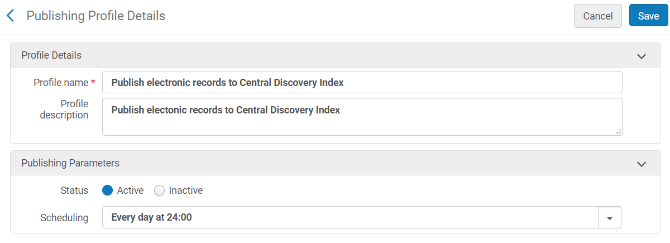 Publishing Profile Details
Cancel
Save
Profile Details
Profile name *
Publish electronic records to Central Discovery Index
Profile description
Publish electonic records to Central Discovery Index
Publishing Parameters
Status
Active
Inactive
Scheduling
Every day at 24:00